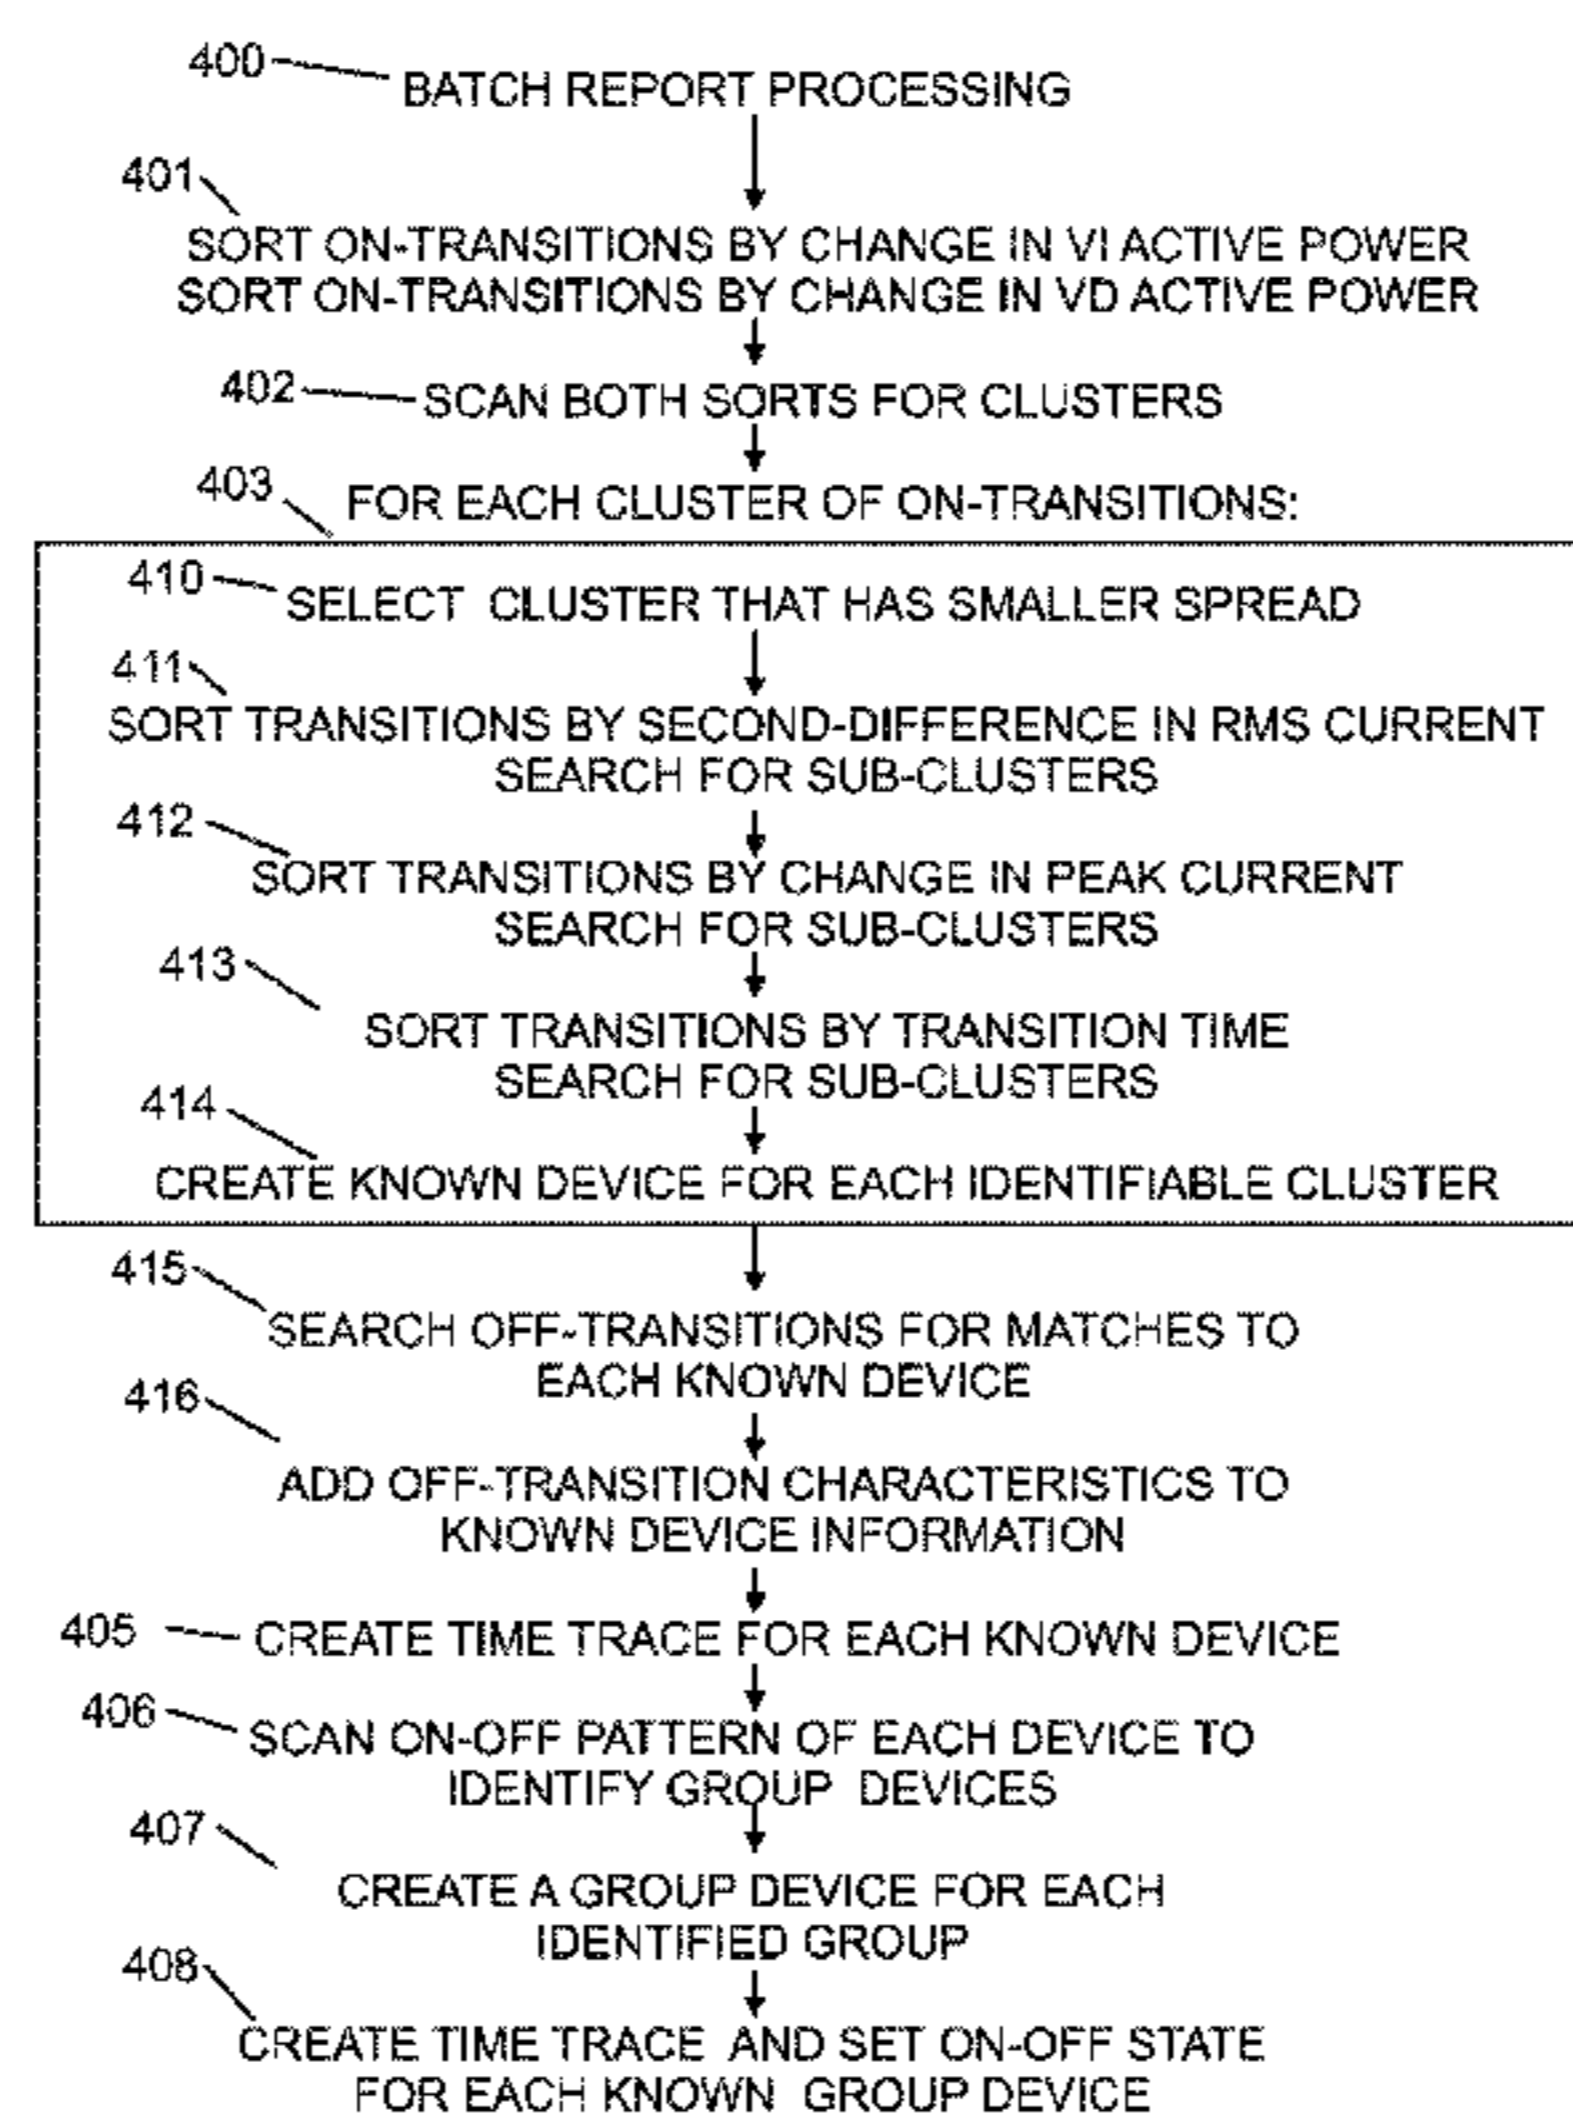 400
BATCH REPORT PROCESSING
401
SORT ON-TRANSITIONS BY CHANGE IN VI ACTIVE POWER
SORT ON-TRANSITIONS BY CHANGE IN VD ACTIVE POWER
402
SCAN BOTH SORTS FOR CLUSTERS
403
FOR EACH CLUSTER OF ON-TRANSITIONS:
410
SELECT CLUSTER THAT HAS SMALLER SPREAD
411
SORT TRANSITIONS BY SECOND-DIFFERENCE IN RMS CURRENT
SEARCH FOR SUB-CLUSTERS
412
SORT TRANSITIONS BY CHANGE IN PEAK CURRENT
SEARCH FOR SUB-CLUSTERS
413
SORT TRANSITIONS BY TRANSITION TIME
SEARCH FOR SUB-CLUSTERS
414
CREATE KNOWN DEVICE FOR EACH IDENTIFIABLE CLUSTER
415
SEARCH OFF-TRANSITIONS FOR MATCHES TO
EACH KNOWN DEVICE
416
ADD OFF-TRANSITION CHARACTERISTICS TO
KNOWN DEVICE INFORMATION
405
CREATE TIME TRACE FOR EACH KNOWN DEVICE
406
SCAN ON-OFF PATTERN OF EACH DEVICE TO
IDENTIFY GROUP DEVICES
407
CREATE A GROUP DEVICE FOR EACH
IDENTIFIED GROUP
408
CREATE TIME TRACE AND SET ON-OFF STATE
FOR EACH KNOWN GROUP DEVICE